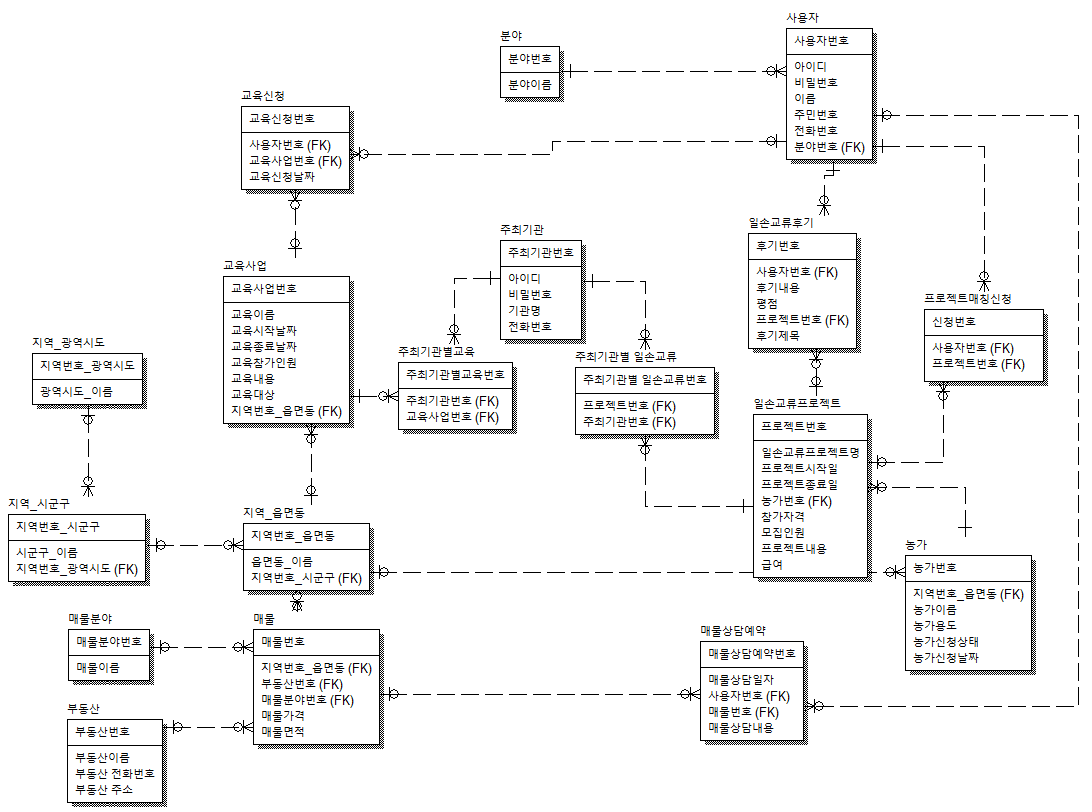 사용자
사용자번호
아이디
비밀번호
이름
주민번호
전화번호
분야번호 (FK)
분야
분야번호
분야이름
교육신청
교육신청번호
사용자번호 (FK)
교육사업번호 (FK)
교육신청날짜
주최기관
주최기관번호
아이디
비밀번호
기관명
전화번호
일손교류후기
후기번호
사용자번호 (FK)
후기내용
평점
프로젝트번호 (FK)
후기제목
교육사업
교육사업번호
교육이름
교육시작날짜
교육종료날짜
교육참가인원
교육내용
교육대상
지역번호_읍면동 (FK)
프로젝트매칭신청
신청번호
사용자번호 (FK)
프로젝트번호 (FK)
지역_광역시도
지역번호_광역시도
광역시도_이름
주최기관별교육
주최기관별교육번호
주최기관번호 (FK)
교육사업번호 (FK)
주최기관별 일손교류
주최기관별 일손교류번호
프로젝트번호 (FK)
주최기관번호 (FK)
일손교류프로젝트
프로젝트번호
일손교류프로젝트명
프로젝트시작일
프로젝트종료일
농가번호 (FK)
참가자격
모집인원
프로젝트내용
급여
지역_시군구
지역번호_시군구
시군구_이름
지역번호_광역시도 (FK)
지역_읍면동
지역번호_읍면동
읍면동_이름
지역번호_시군구 (FK)
농가
농가번호
지역번호_읍면동 (FK)
농가이름
농가용도
농가신청상태
농가신청날짜
매물분야
매물분야번호
매물이름
매물
매물번호
지역번호_읍면동 (FK)
부동산번호 (FK)
매물분야번호 (FK)
매물가격
매물면적
매물상담예약
매물상담예약번호
매물상담일자
사용자번호 (FK)
매물번호 (FK)
매물상담내용
부동산
부동산번호
부동산이름
부동산 전화번호
부동산 주소